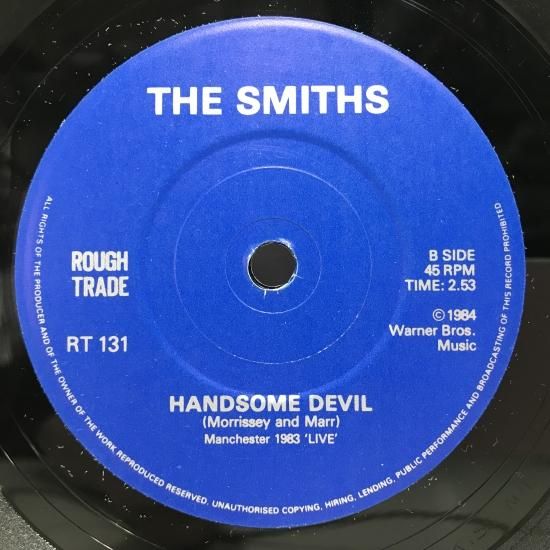 THE SMITHS
ROUGH
TRADE
RT 131
B SIDE
45 RPM
TIME: 2.53
© 1984
Warner Bros.
Music
HANDSOME DEVIL
(Morrissey and Marr)
Manchester 1983 'LIVE'
ALL RIGHTS OF THE PRODUCER AND OF THE OWNER OF THE WORK REPRODUCED RESERVED. UNAUTHORISED COPYING, HIRING, LENDING, PUBLIC PERFORMANCE AND BROADCASTING OF THIS RECORD PROHIBITED